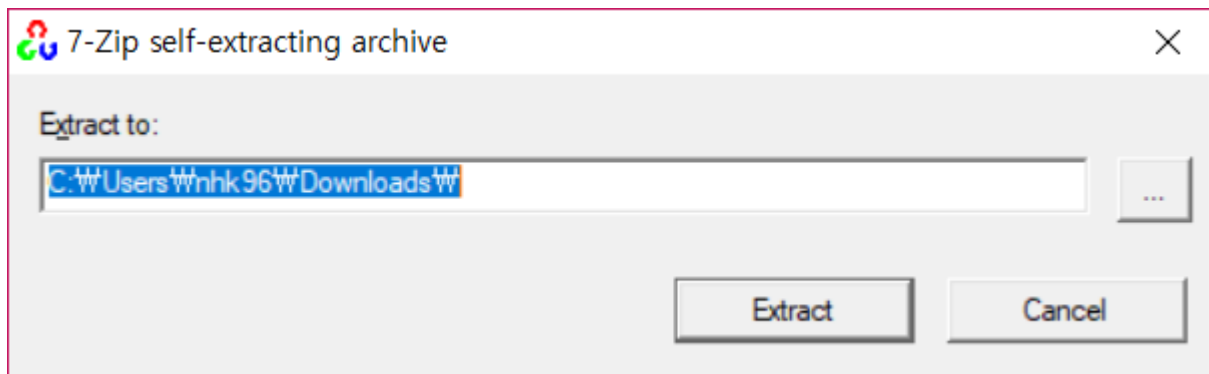 7-Zip self-extracting archive
Extract to:
C:₩Users₩nhk96₩Downloads₩
...
Extract
Cancel